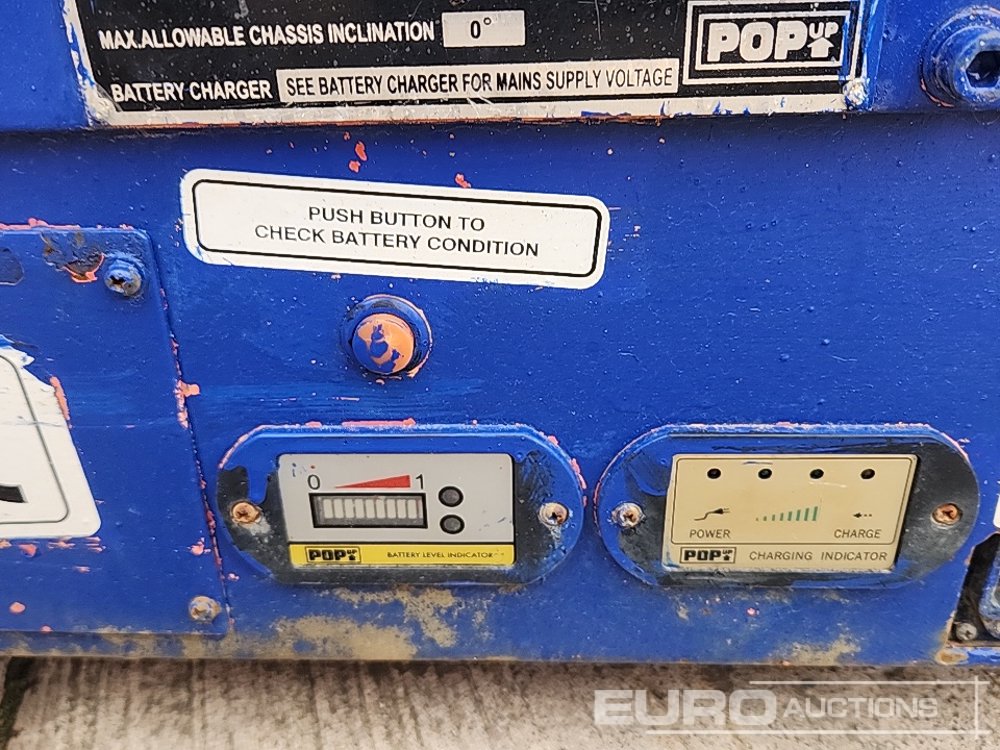 MAX.ALLOWABLE CHASSIS INCLINATION 0°
POP UP
BATTERY CHARGER SEE BATTERY CHARGER FOR MAINS SUPPLY VOLTAGE
PUSH BUTTON TO
CHECK BATTERY CONDITION
0 1
POP UP BATTERY LEVEL INDICATOR
POWER CHARGE
POP UP CHARGING INDICATOR
EURO AUCTIONS